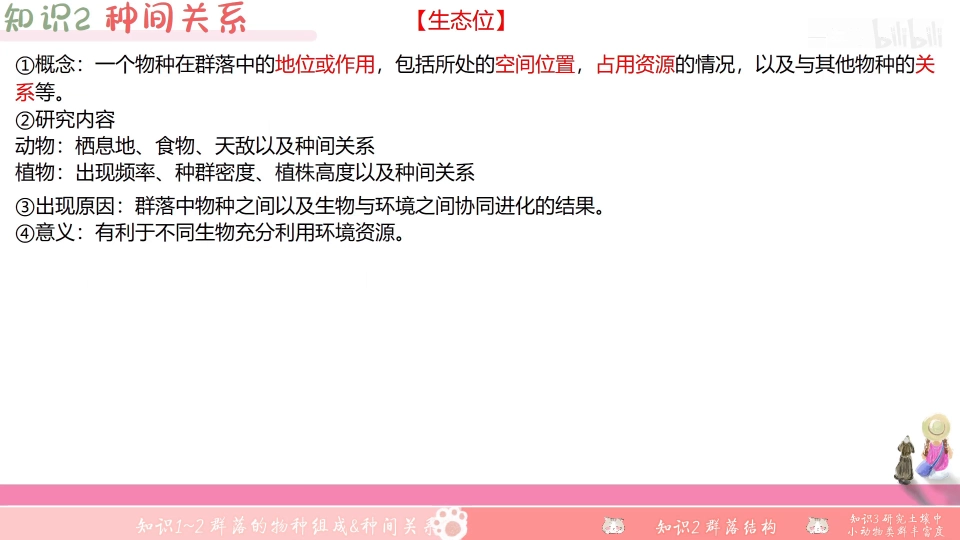 知识2 种间关系
【生态位】
bilibili
①概念：一个物种在群落中的地位或作用，包括所处的空间位置，占用资源的情况，以及与其他物种的关
系等。
②研究内容
动物：栖息地、食物、天敌以及种间关系
植物：出现频率、种群密度、植株高度以及种间关系
③出现原因：群落中物种之间以及生物与环境之间协同进化的结果。
④意义：有利于不同生物充分利用环境资源。
知识1~2 群落的物种组成&种间关系
知识2 群落结构
知识3 研究土壤中
小动物类群丰富度